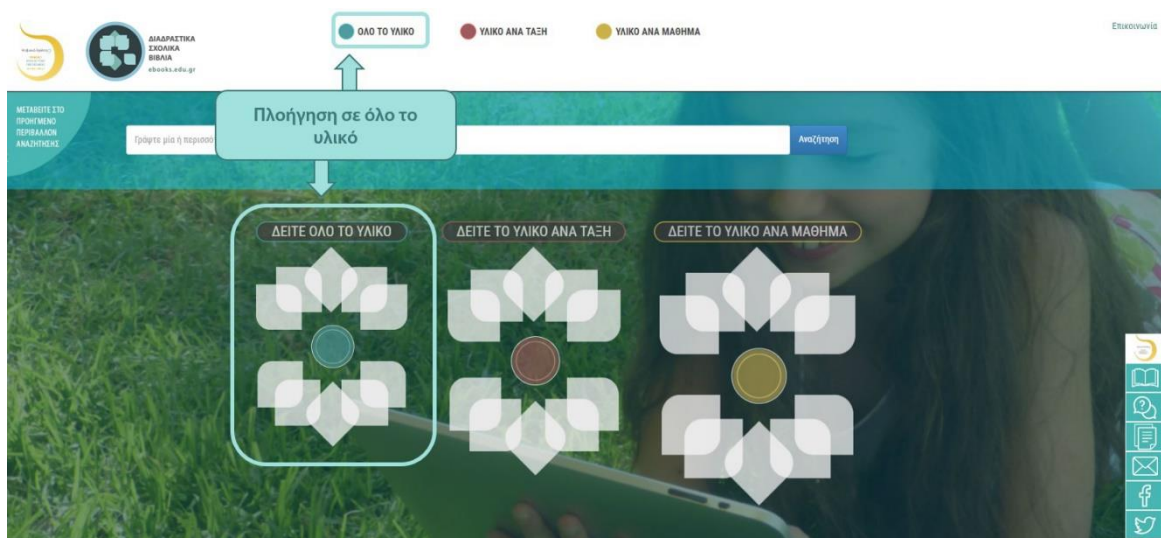 ΔΙΑΔΡΑΣΤΙΚΑ
ΣΧΟΛΙΚΑ
ΒΙΒΛΙΑ
ebooks.edu.gr
ΟΛΟ ΤΟ ΥΛΙΚΟ
ΥΛΙΚΟ ΑΝΑ ΤΑΞΗ
ΥΛΙΚΟ ΑΝΑ ΜΑΘΗΜΑ
Επικοινωνία
ΜΕΤΑΒΕΙΤΕ ΣΤΟ
ΠΡΟΗΓΜΕΝΟ
ΠΕΡΙΒΑΛΛΟΝ
ΑΝΑΖΗΤΗΣΗΣ
Πλοήγηση σε όλο το
υλικό
Γράψτε μία ή
Αναζήτηση
ΔΕΙΤΕ ΟΛΟ ΤΟ ΥΛΙΚΟ
ΔΕΙΤΕ ΤΟ ΥΛΙΚΟ ΑΝΑ ΤΑΞΗ
ΔΕΙΤΕ ΤΟ ΥΛΙΚΟ ΑΝΑ ΜΑΘΗΜΑ